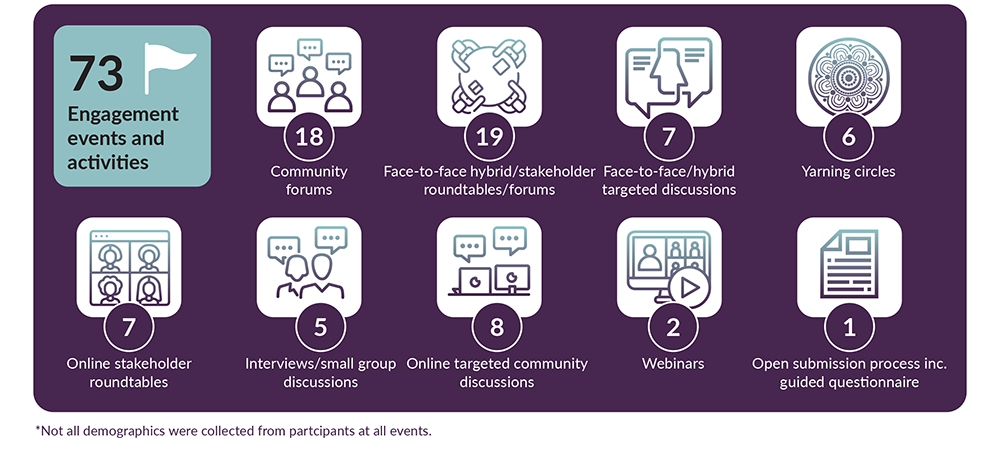 73
Engagement
events and
activities
18
Community
forums
19
Face-to-face hybrid/stakeholder
roundtables/forums
7
Face-to-face/hybrid
targeted discussions
6
Yarning circles
7
Online stakeholder
roundtables
5
Interviews/small group
discussions
8
Online targeted community
discussions
2
Webinars
1
Open submission process inc.
guided questionnaire
*Not all demographics were collected from partcipants at all events.